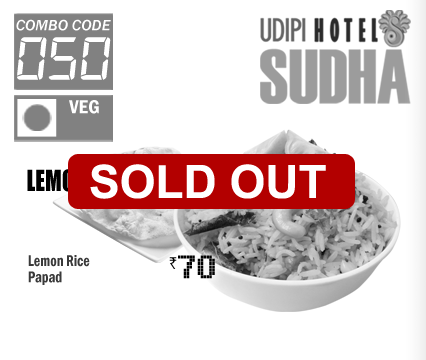 COMBO CODE
050
VEG
UDIPI HOTEL
SUDHA
SOLD OUT
Lemon Rice
Papad
₹70